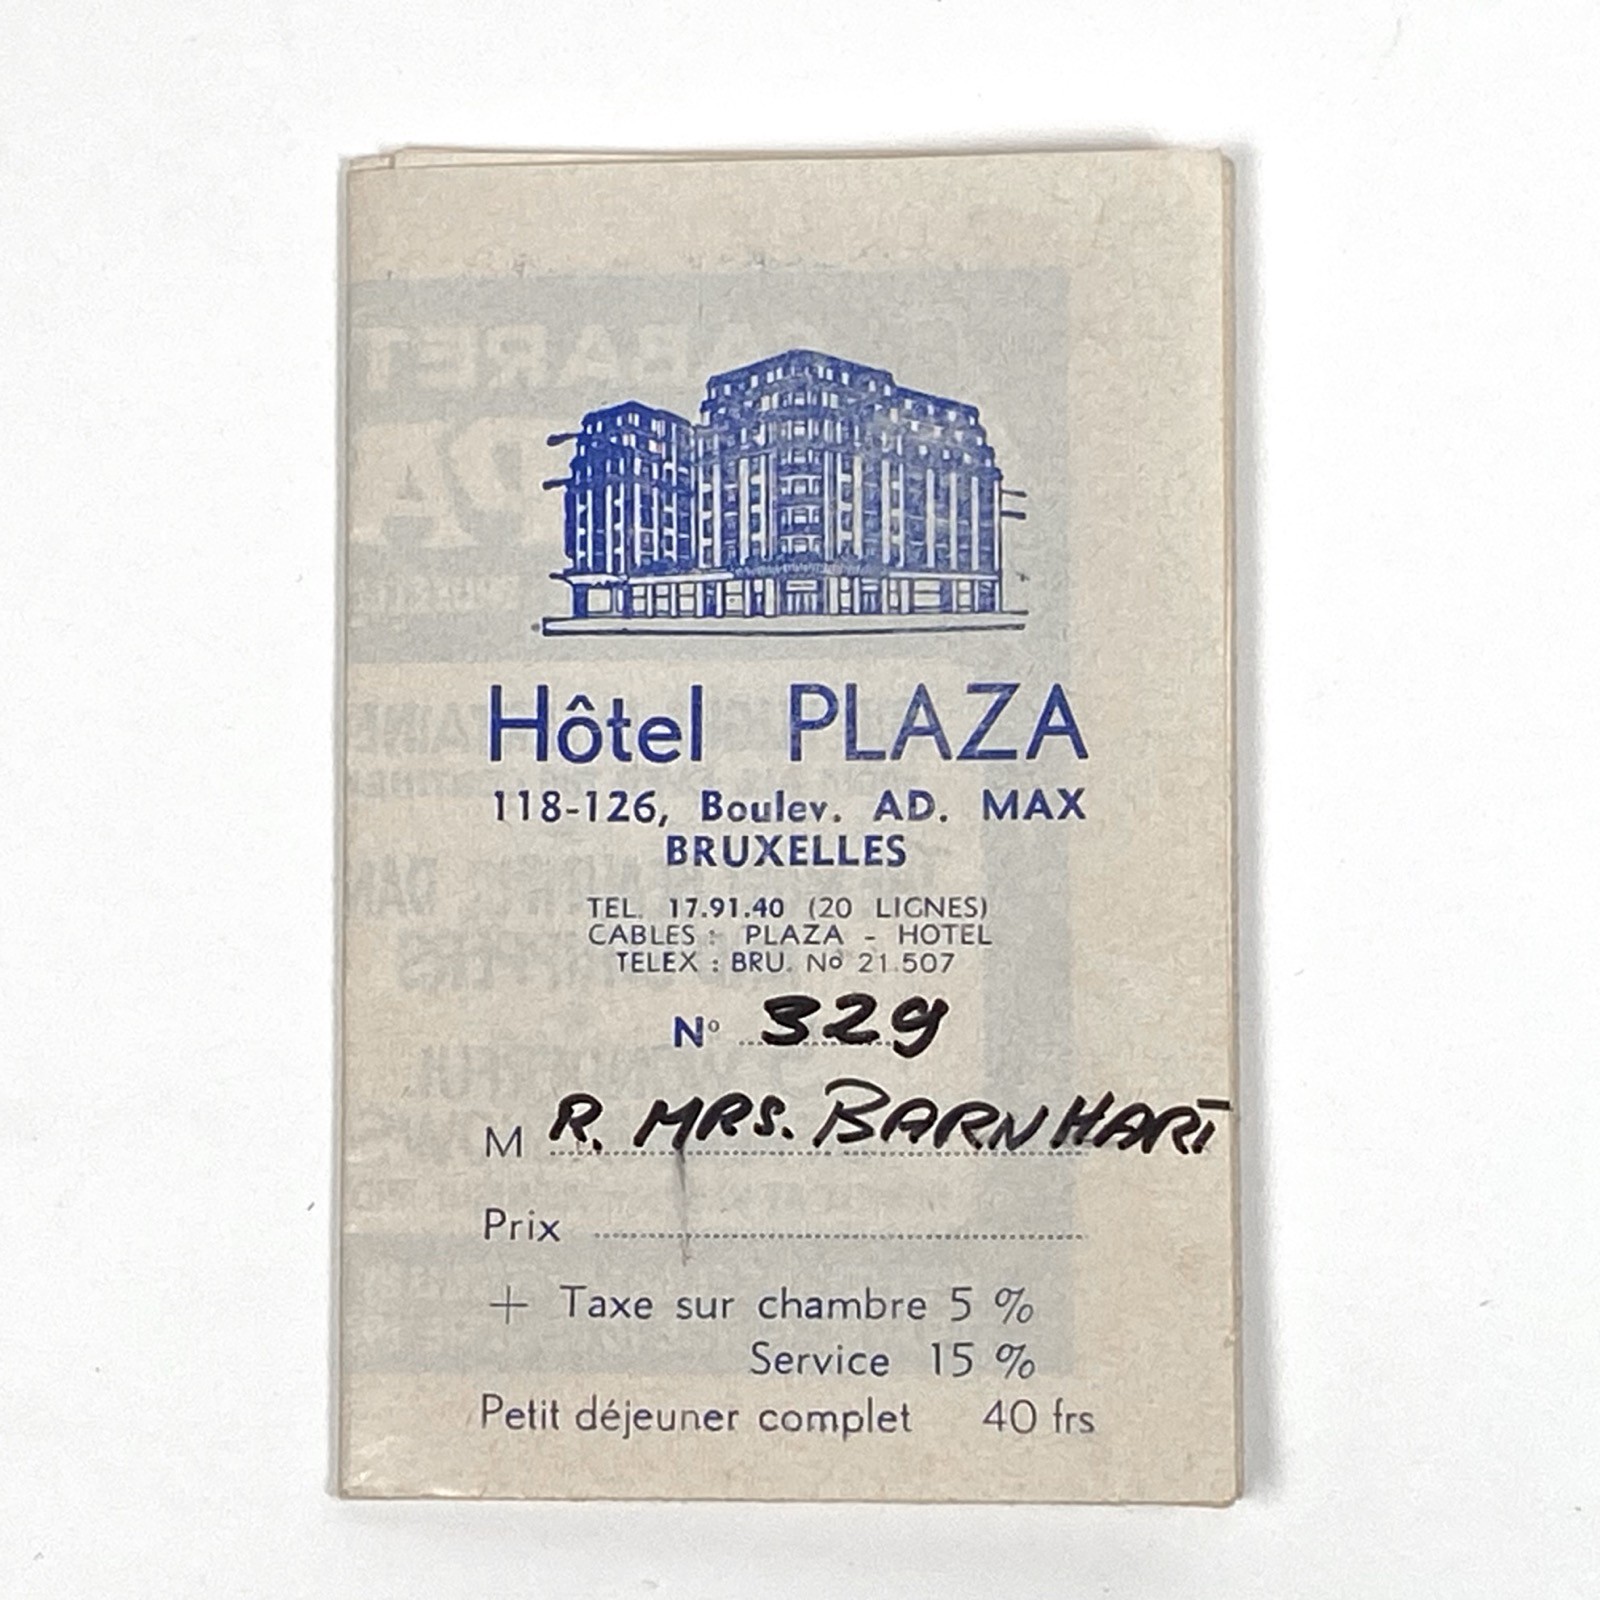 Hôtel PLAZA
118-126, Boulev. AD. MAX
BRUXELLES
TEL. 17.91.40 (20 LIGNES)
CABLES : PLAZA - HOTEL
TELEX : BRU. No 21.507
No 329
M R. MRS. BARNHART
Prix
+ Taxe sur chambre 5 %
Service 15 %
Petit déjeuner complet 40 frs